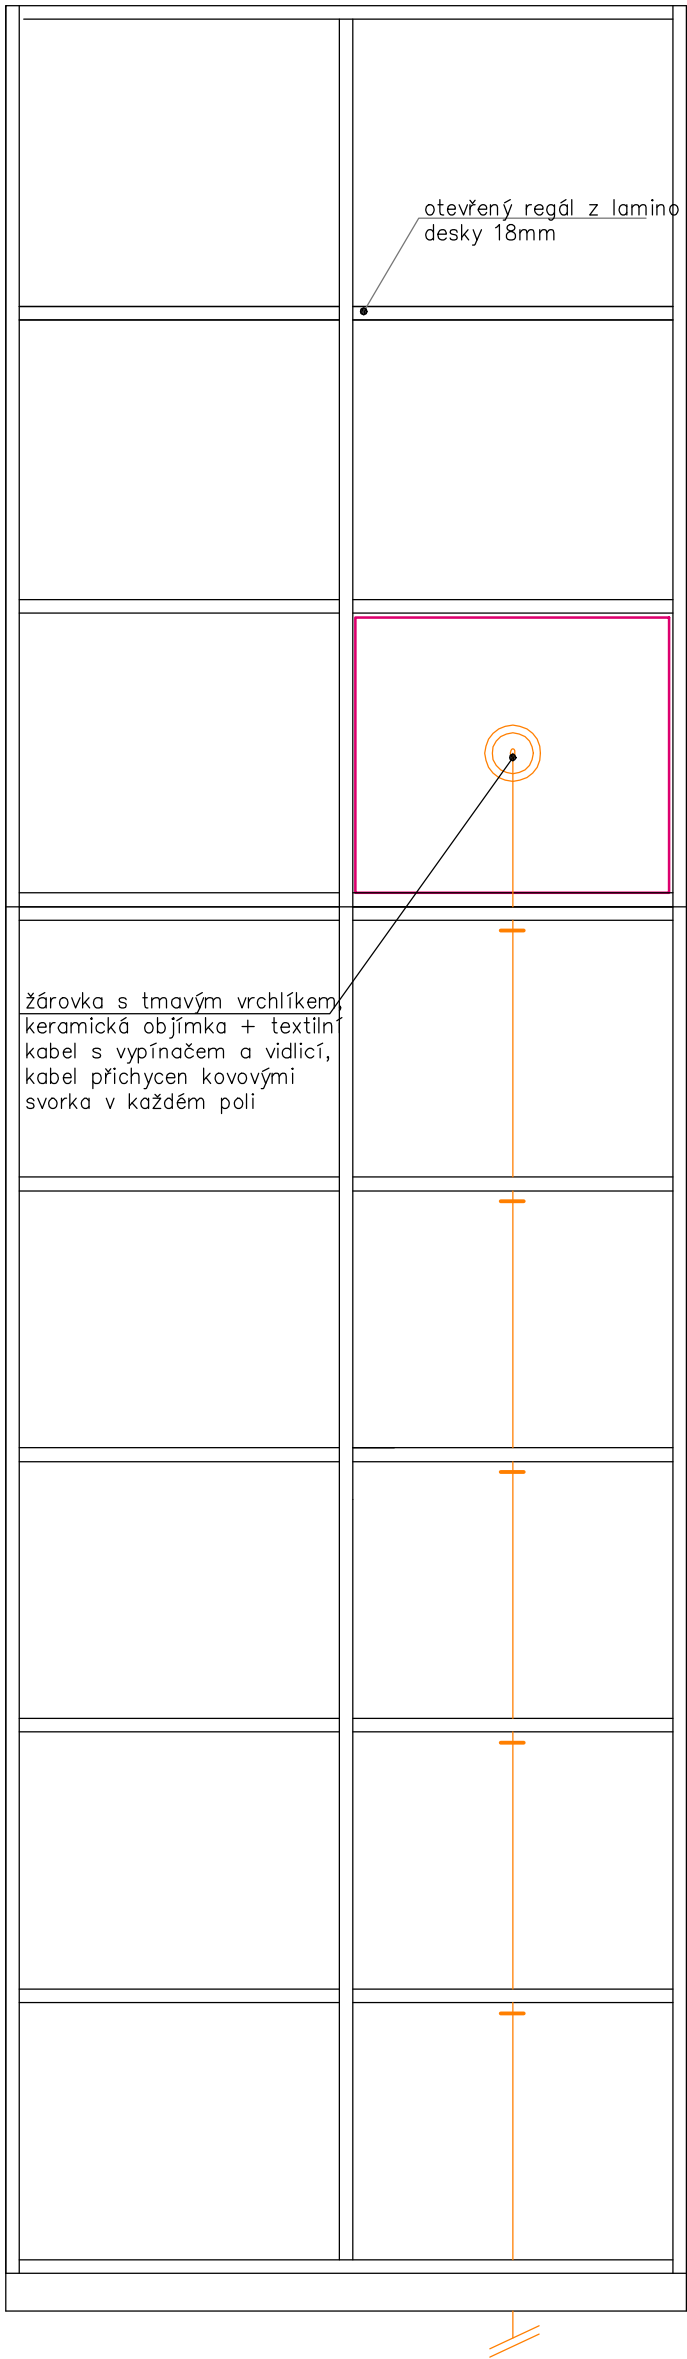 otevřený regál z lamino
desky 18mm
žárovka s tmavým vrchlíkem,
keramická objímka + textilní
kabel s vypínačem a vidlicí,
kabel přichycen kovovými
svorka v každém poli